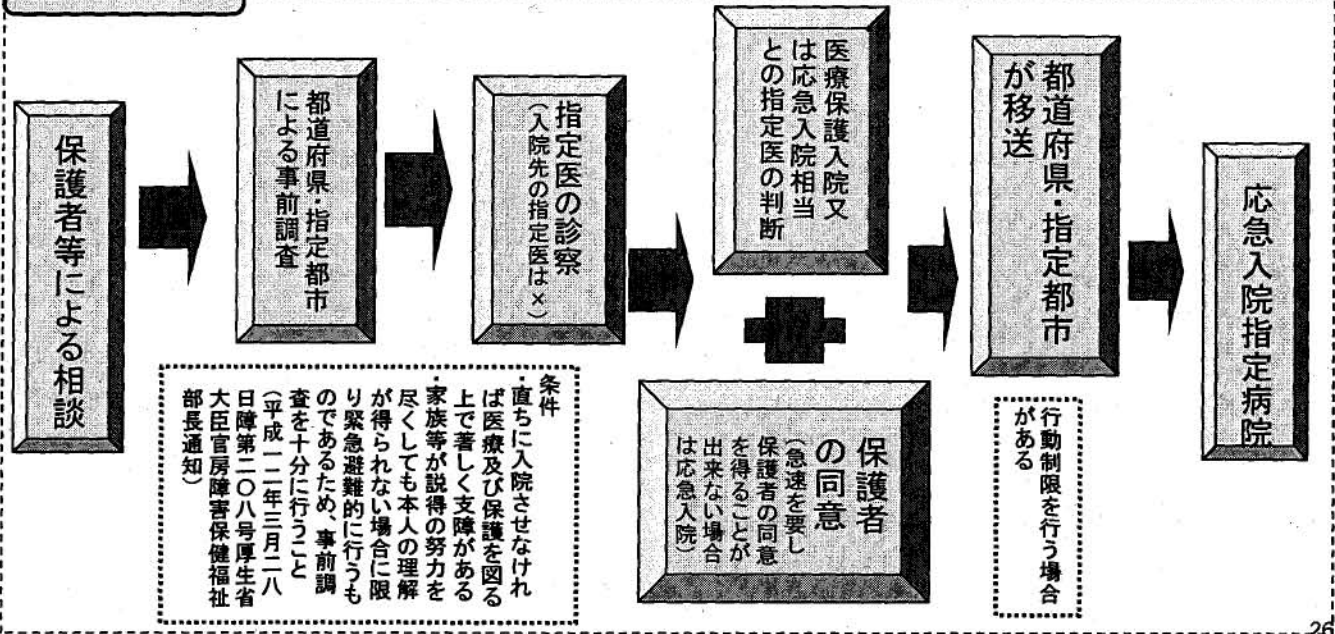 保護者等による相談
都道府県・指定都市
による事前調査
指定医の診察
(入院先の指定医は×)
条件
・直ちに入院させなけれ
ば医療及び保護を図る
上で著しく支障がある
・家族等が説得の努力を
尽くしても本人の理解
が得られない場合に限
り緊急避難的に行うも
のであるため、事前調
査を十分に行うこと
(平成一二年三月二八
日障第二〇八号厚生省
大臣官房障害保健福祉
部長通知)
医療保護入院又
は応急入院相当
との指定医の判断
保護者
の同意
(急速を要し
保護者の同意
を得ることが
出来ない場合
は応急入院)
都道府県・指定都市
が移送
行動制限を行う場合
がある
応急入院指定病院
26